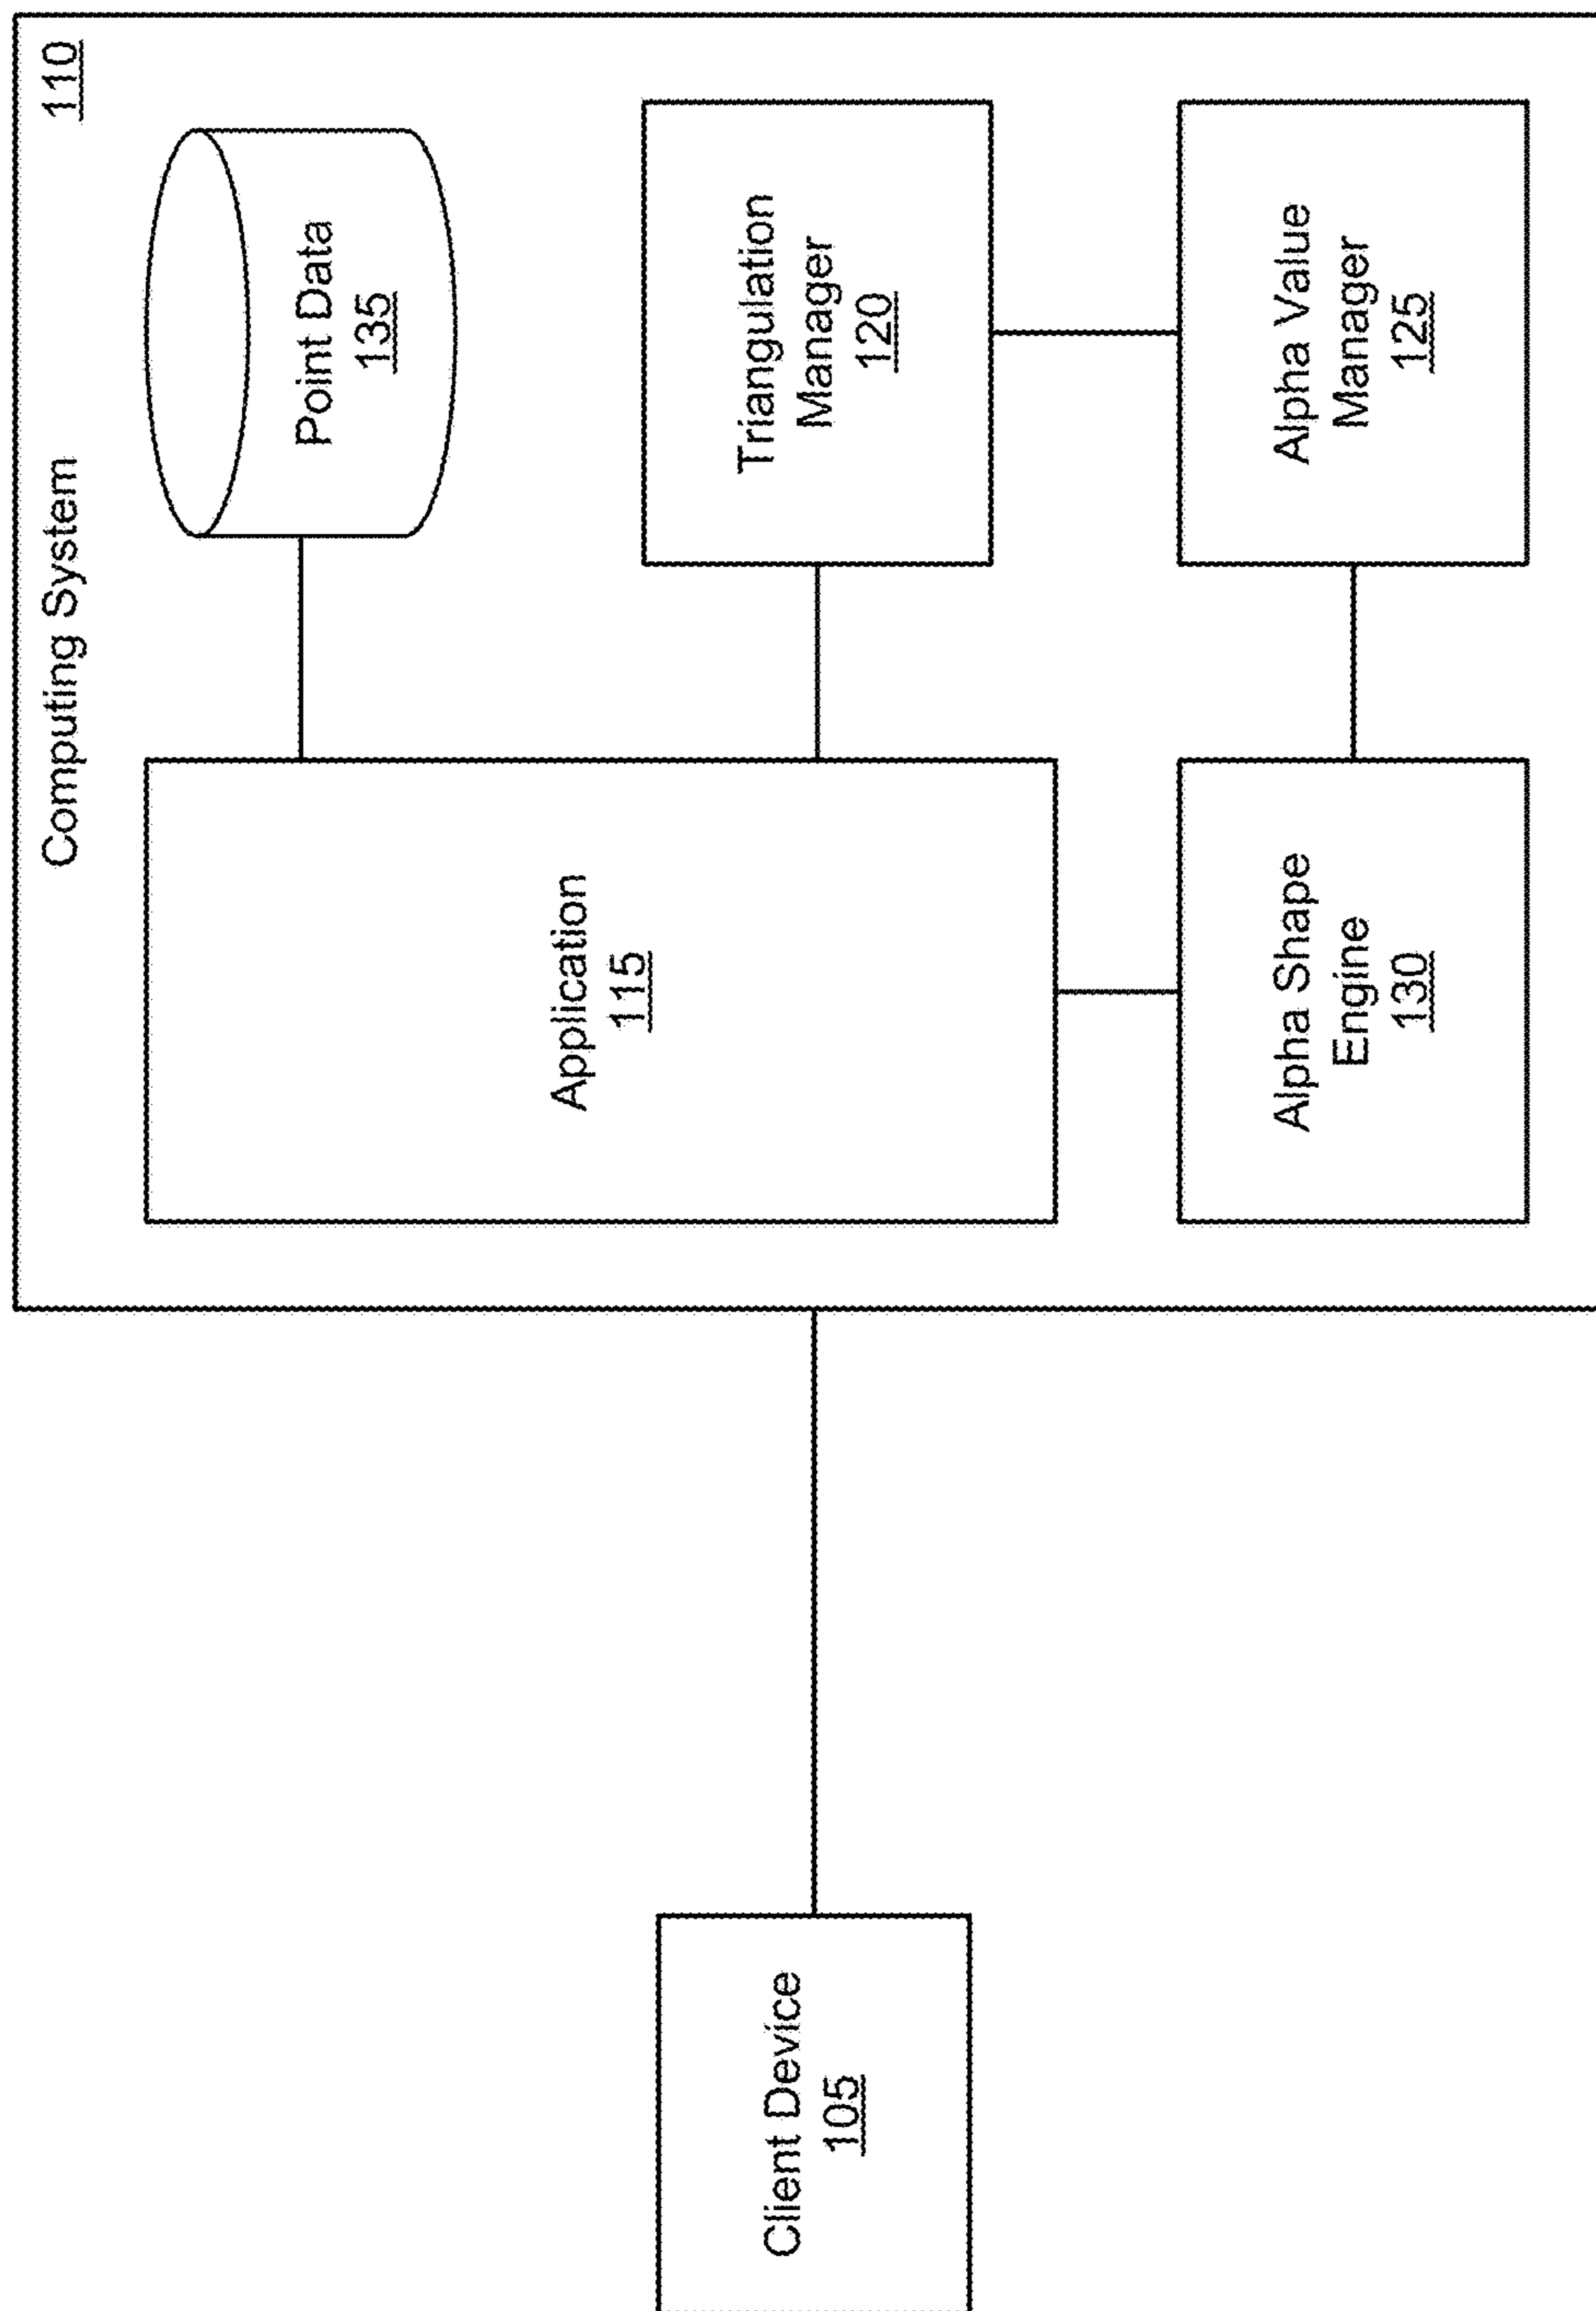 Computing System
110
Client Device
105
Application
115
Point Data
135
Triangulation
Manager
120
Alpha Shape
Engine
130
Alpha Value
Manager
125